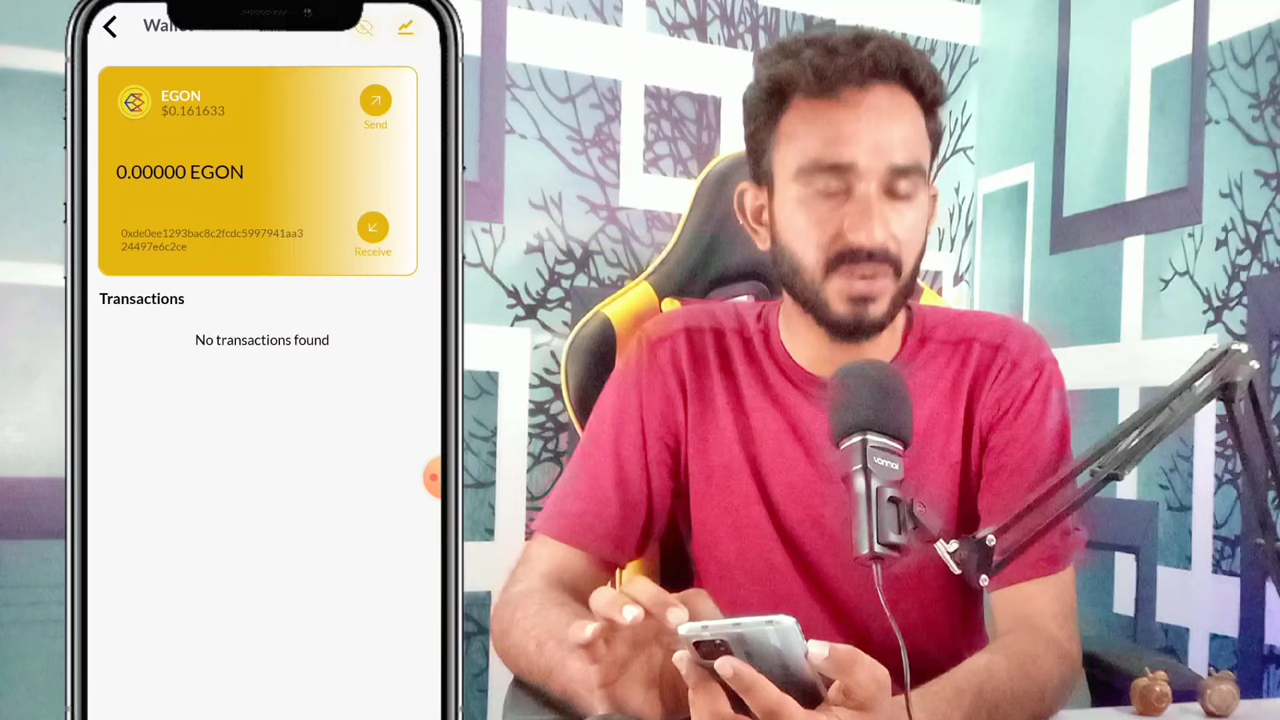 EGON
$0.161633
Send
0.00000 EGON
0xde0ee1293bac8c2fcdc5997941aa3
24497e6c2ce
Receive
Transactions
No transactions found